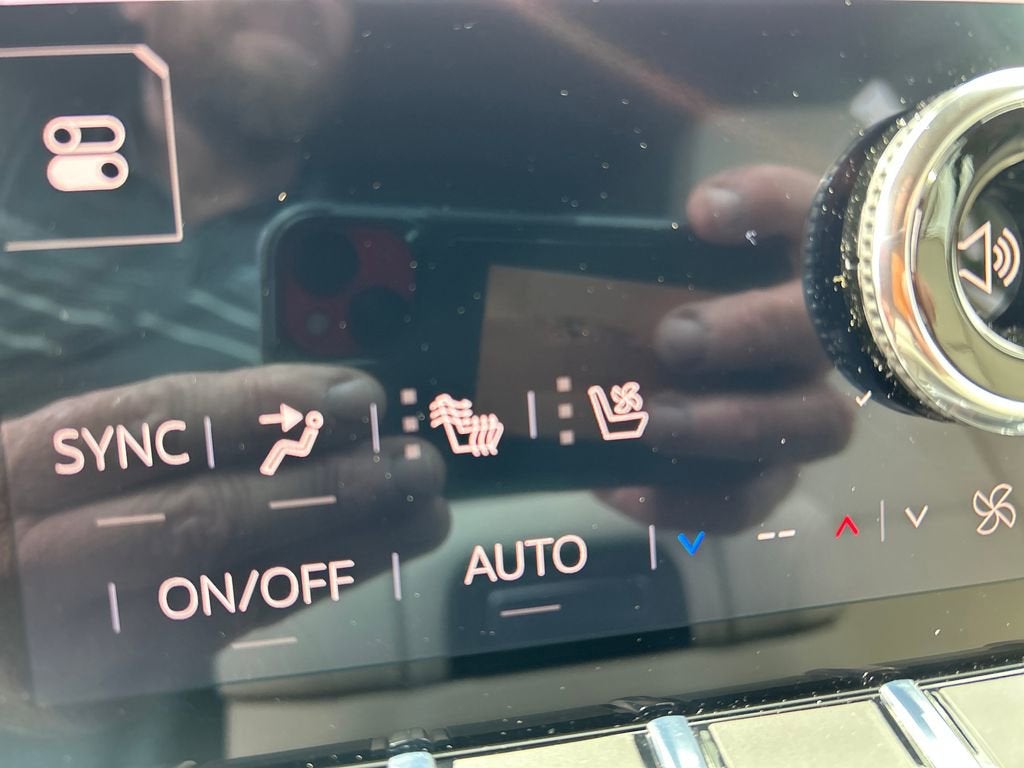 SYNC
ON/OFF
AUTO
--